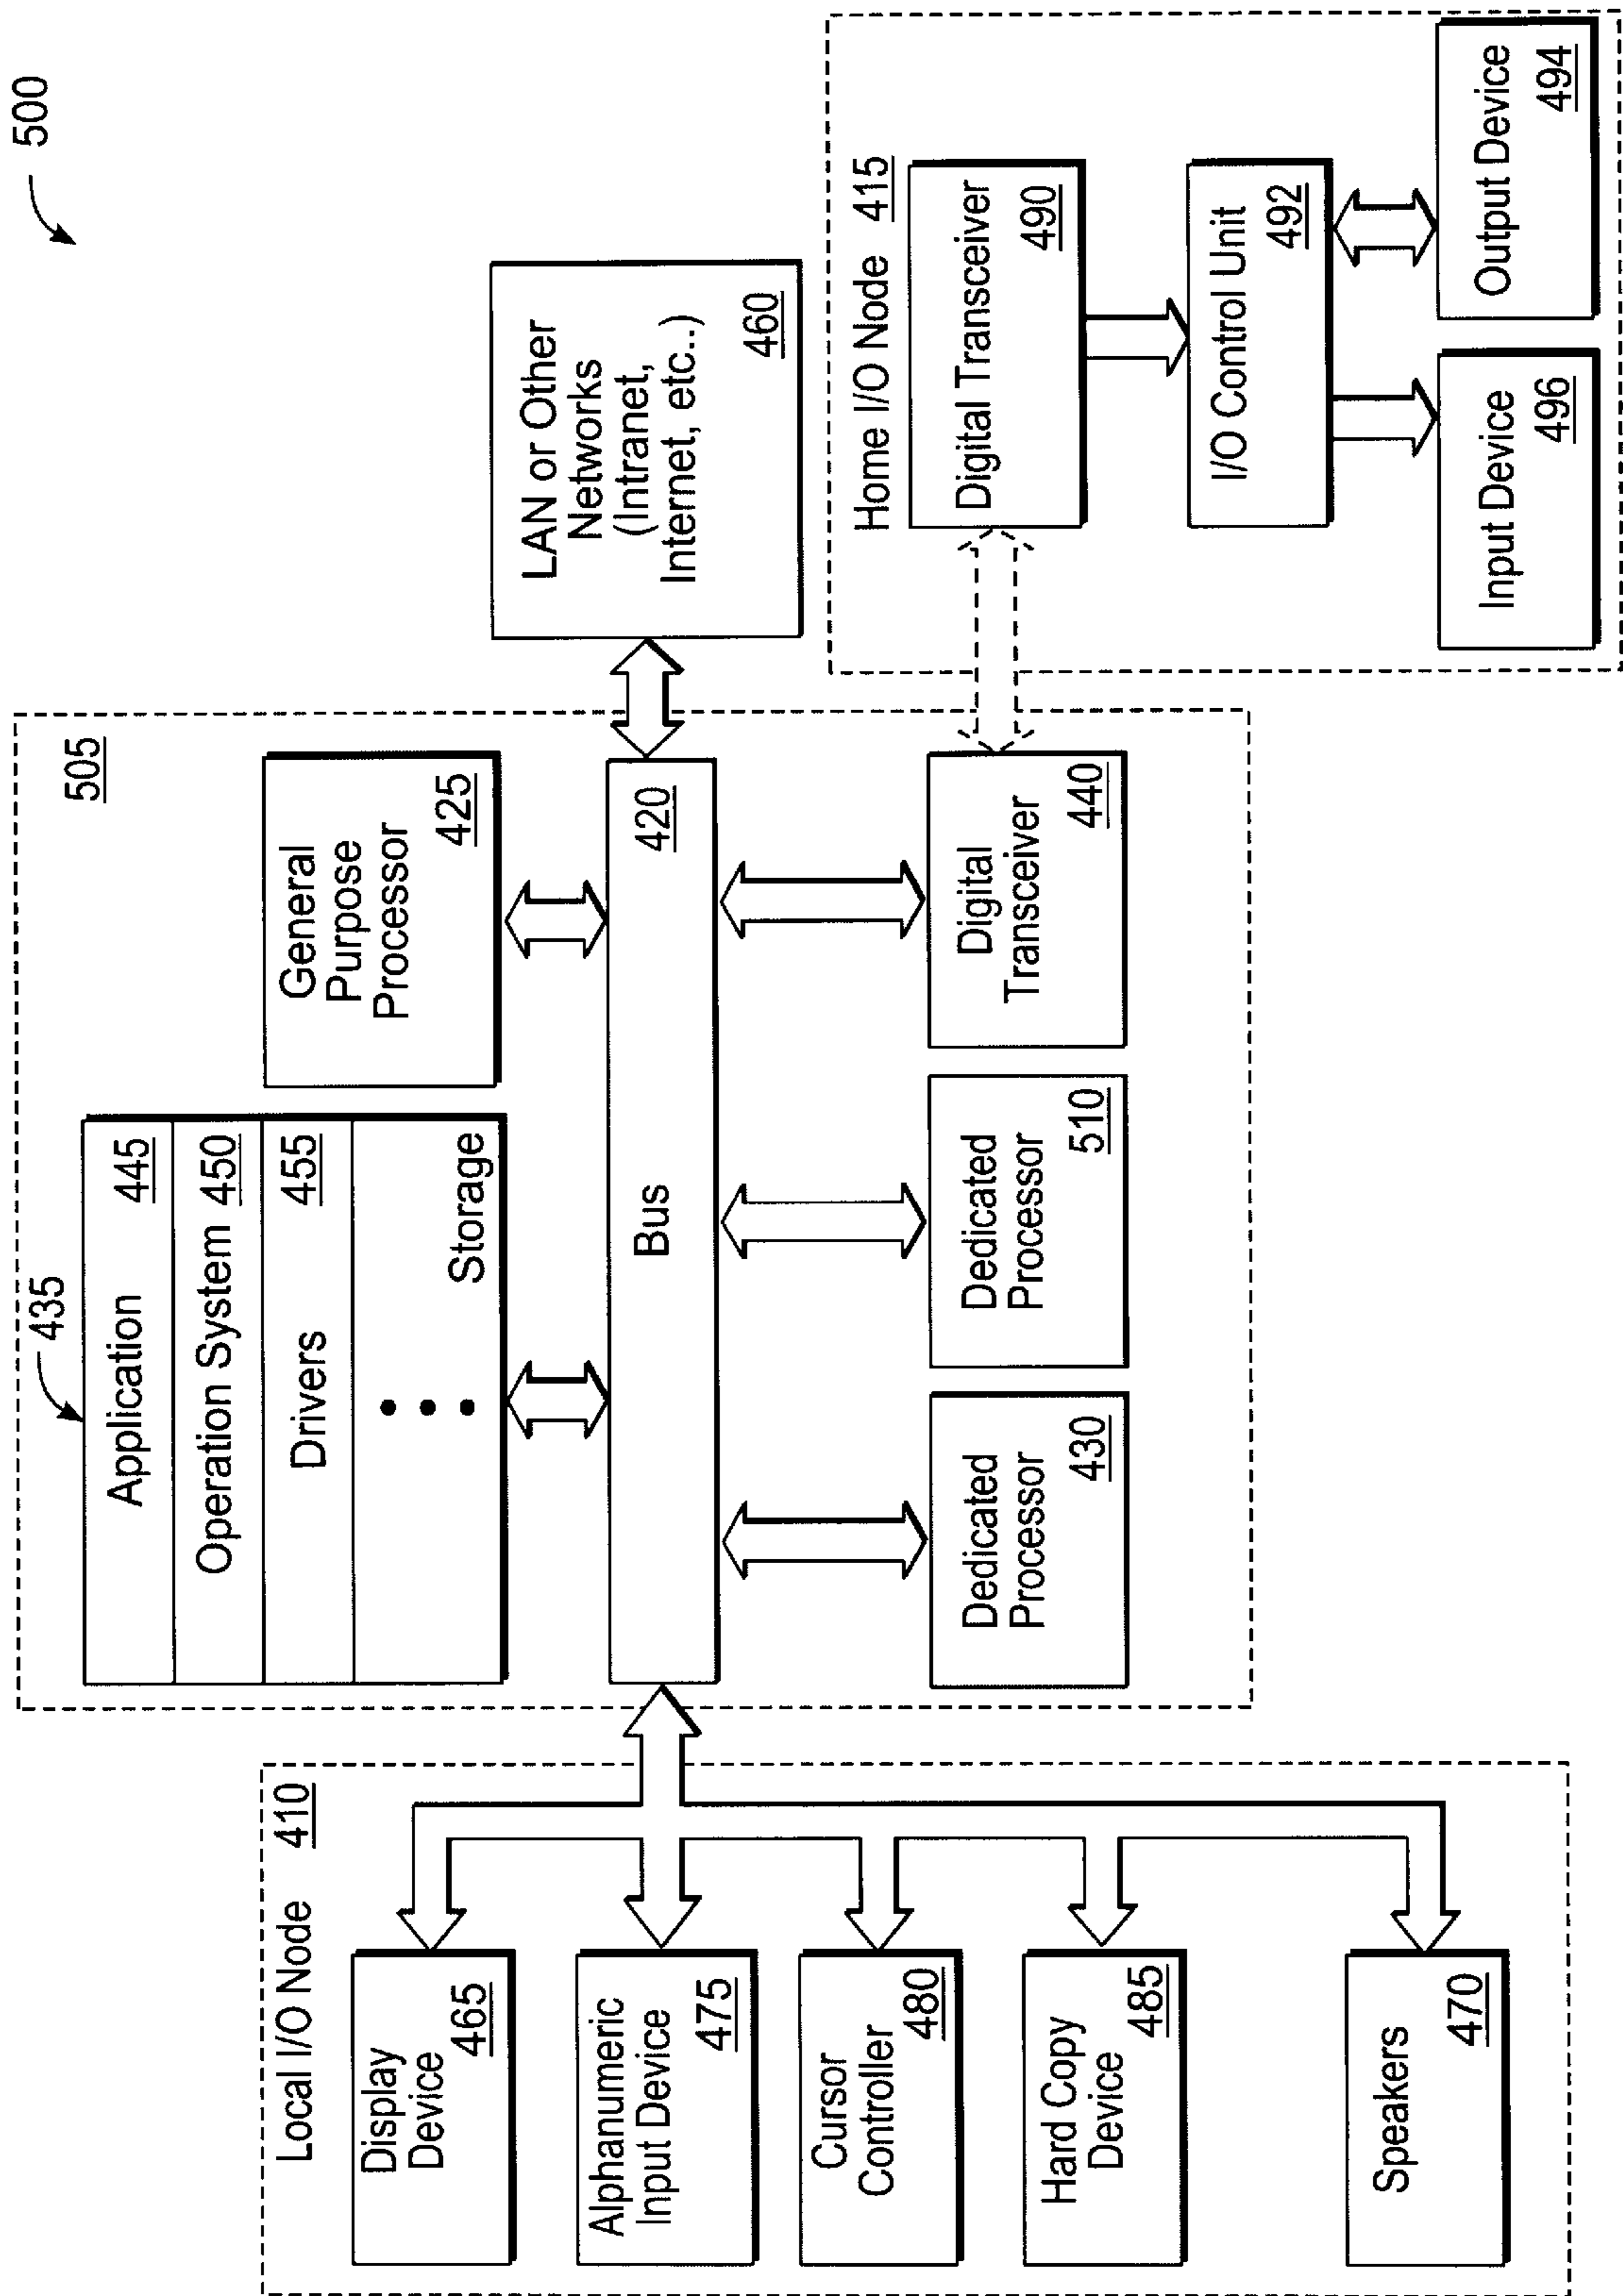 500
Local I/O Node 410
Display
Device
465
Alphanumeric
Input Device
475
Cursor
Controller
480
Hard Copy
Device
485
Speakers
470
505
435
Application 445
Operation System 450
Drivers 455
Storage
General
Purpose
Processor
425
Bus 420
Dedicated
Processor
430
Dedicated
Processor
510
Digital
Transceiver
440
LAN or Other
Networks
(Intranet,
Internet, etc..)
460
Home I/O Node 415
Digital Transceiver
490
I/O Control Unit
492
Input Device
496
Output Device
494